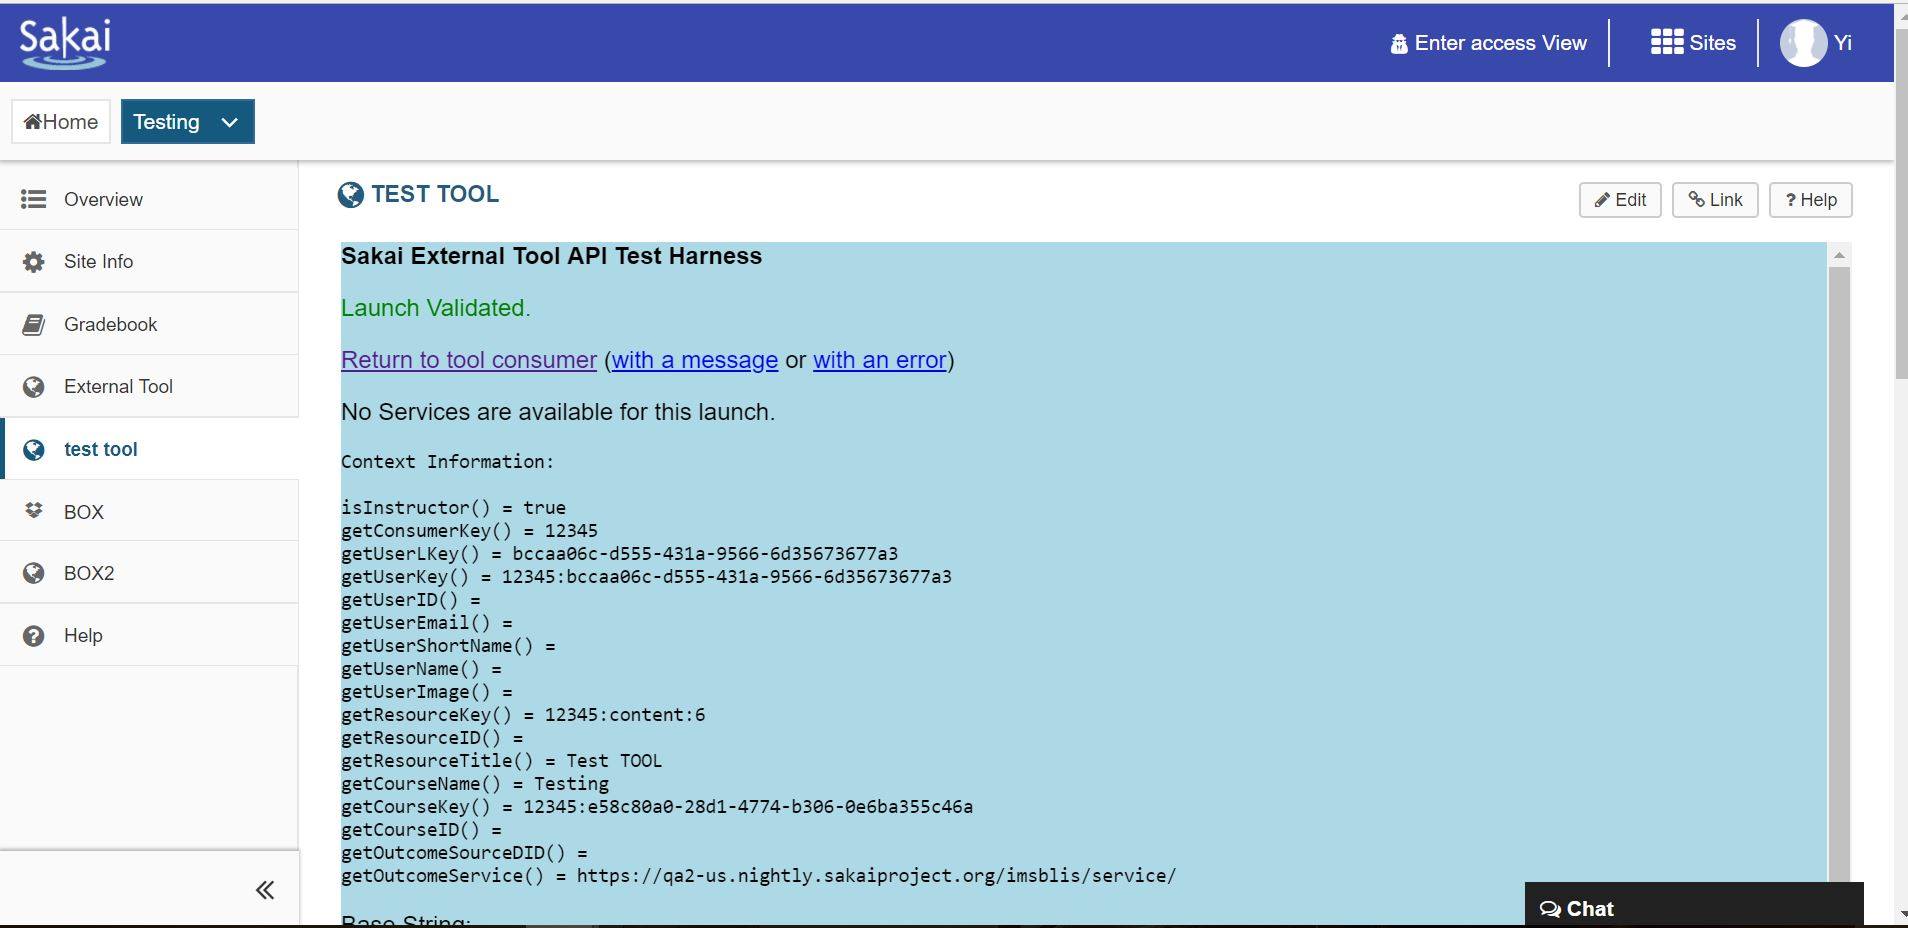 Sakai
Enter access View
Sites
Yi
Home
Testing
Overview
Site Info
Gradebook
External Tool
test tool
BOX
BOX2
Help
TEST TOOL
Edit
Link
? Help
Sakai External Tool API Test Harness
Launch Validated.
Return to tool consumer (with a message or with an error)
No Services are available for this launch.
Context Information:
isInstructor() = true
getConsumerKey() = 12345
getUserLKey() = bccaa06c-d555-431a-9566-6d35673677a3
getUserKey() = 12345:bccaa06c-d555-431a-9566-6d35673677a3
getUserID() =
getUserEmail() =
getUserShortName() =
getUserName() =
getUserImage() =
getResourceKey() = 12345:content:6
getResourceID() =
getResourceTitle() = Test TOOL
getCourseName() = Testing
getCourseKey() = 12345:e58c80a0-28d1-4774-b306-0e6ba355c46a
getCourseID() =
getOutcomeSourceDID() =
getOutcomeService() = https://qa2-us.nightly.sakaiproject.org/imsblis/service/
Base String:
Chat